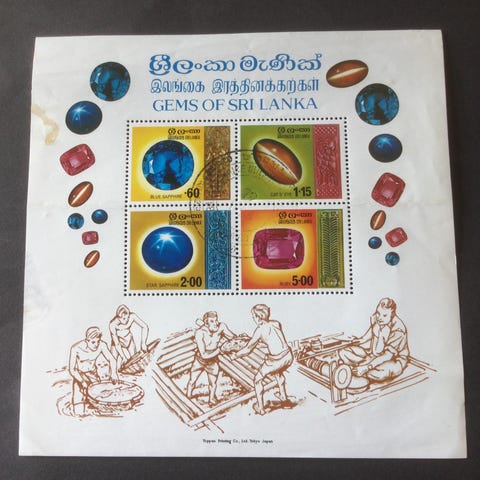 ශ්‍රී ලංකා මැණික්
இலங்கை இரத்தினக்கற்கள்
GEMS OF SRI LANKA
ශ්‍රී ලංකා
BLUE SAPPHIRE
·60
ශ්‍රී ලංකා
CAT'S EYE
1·15
ශ්‍රී ලංකා
STAR SAPPHIRE
2·00
ශ්‍රී ලංකා
RUBY
5·00
Toppan Printing Co., Ltd. Tokyo Japan